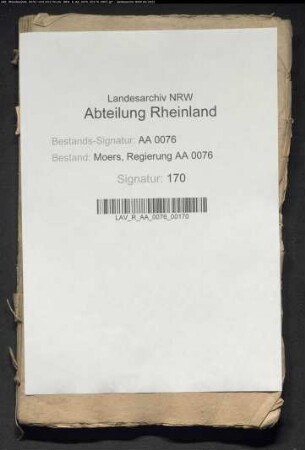 Landesarchiv NRW
Abteilung Rheinland
Bestands-Signatur: AA 0076
Bestand: Moers, Regierung AA 0076
Signatur: 170
LAV_R_AA_0076_00170